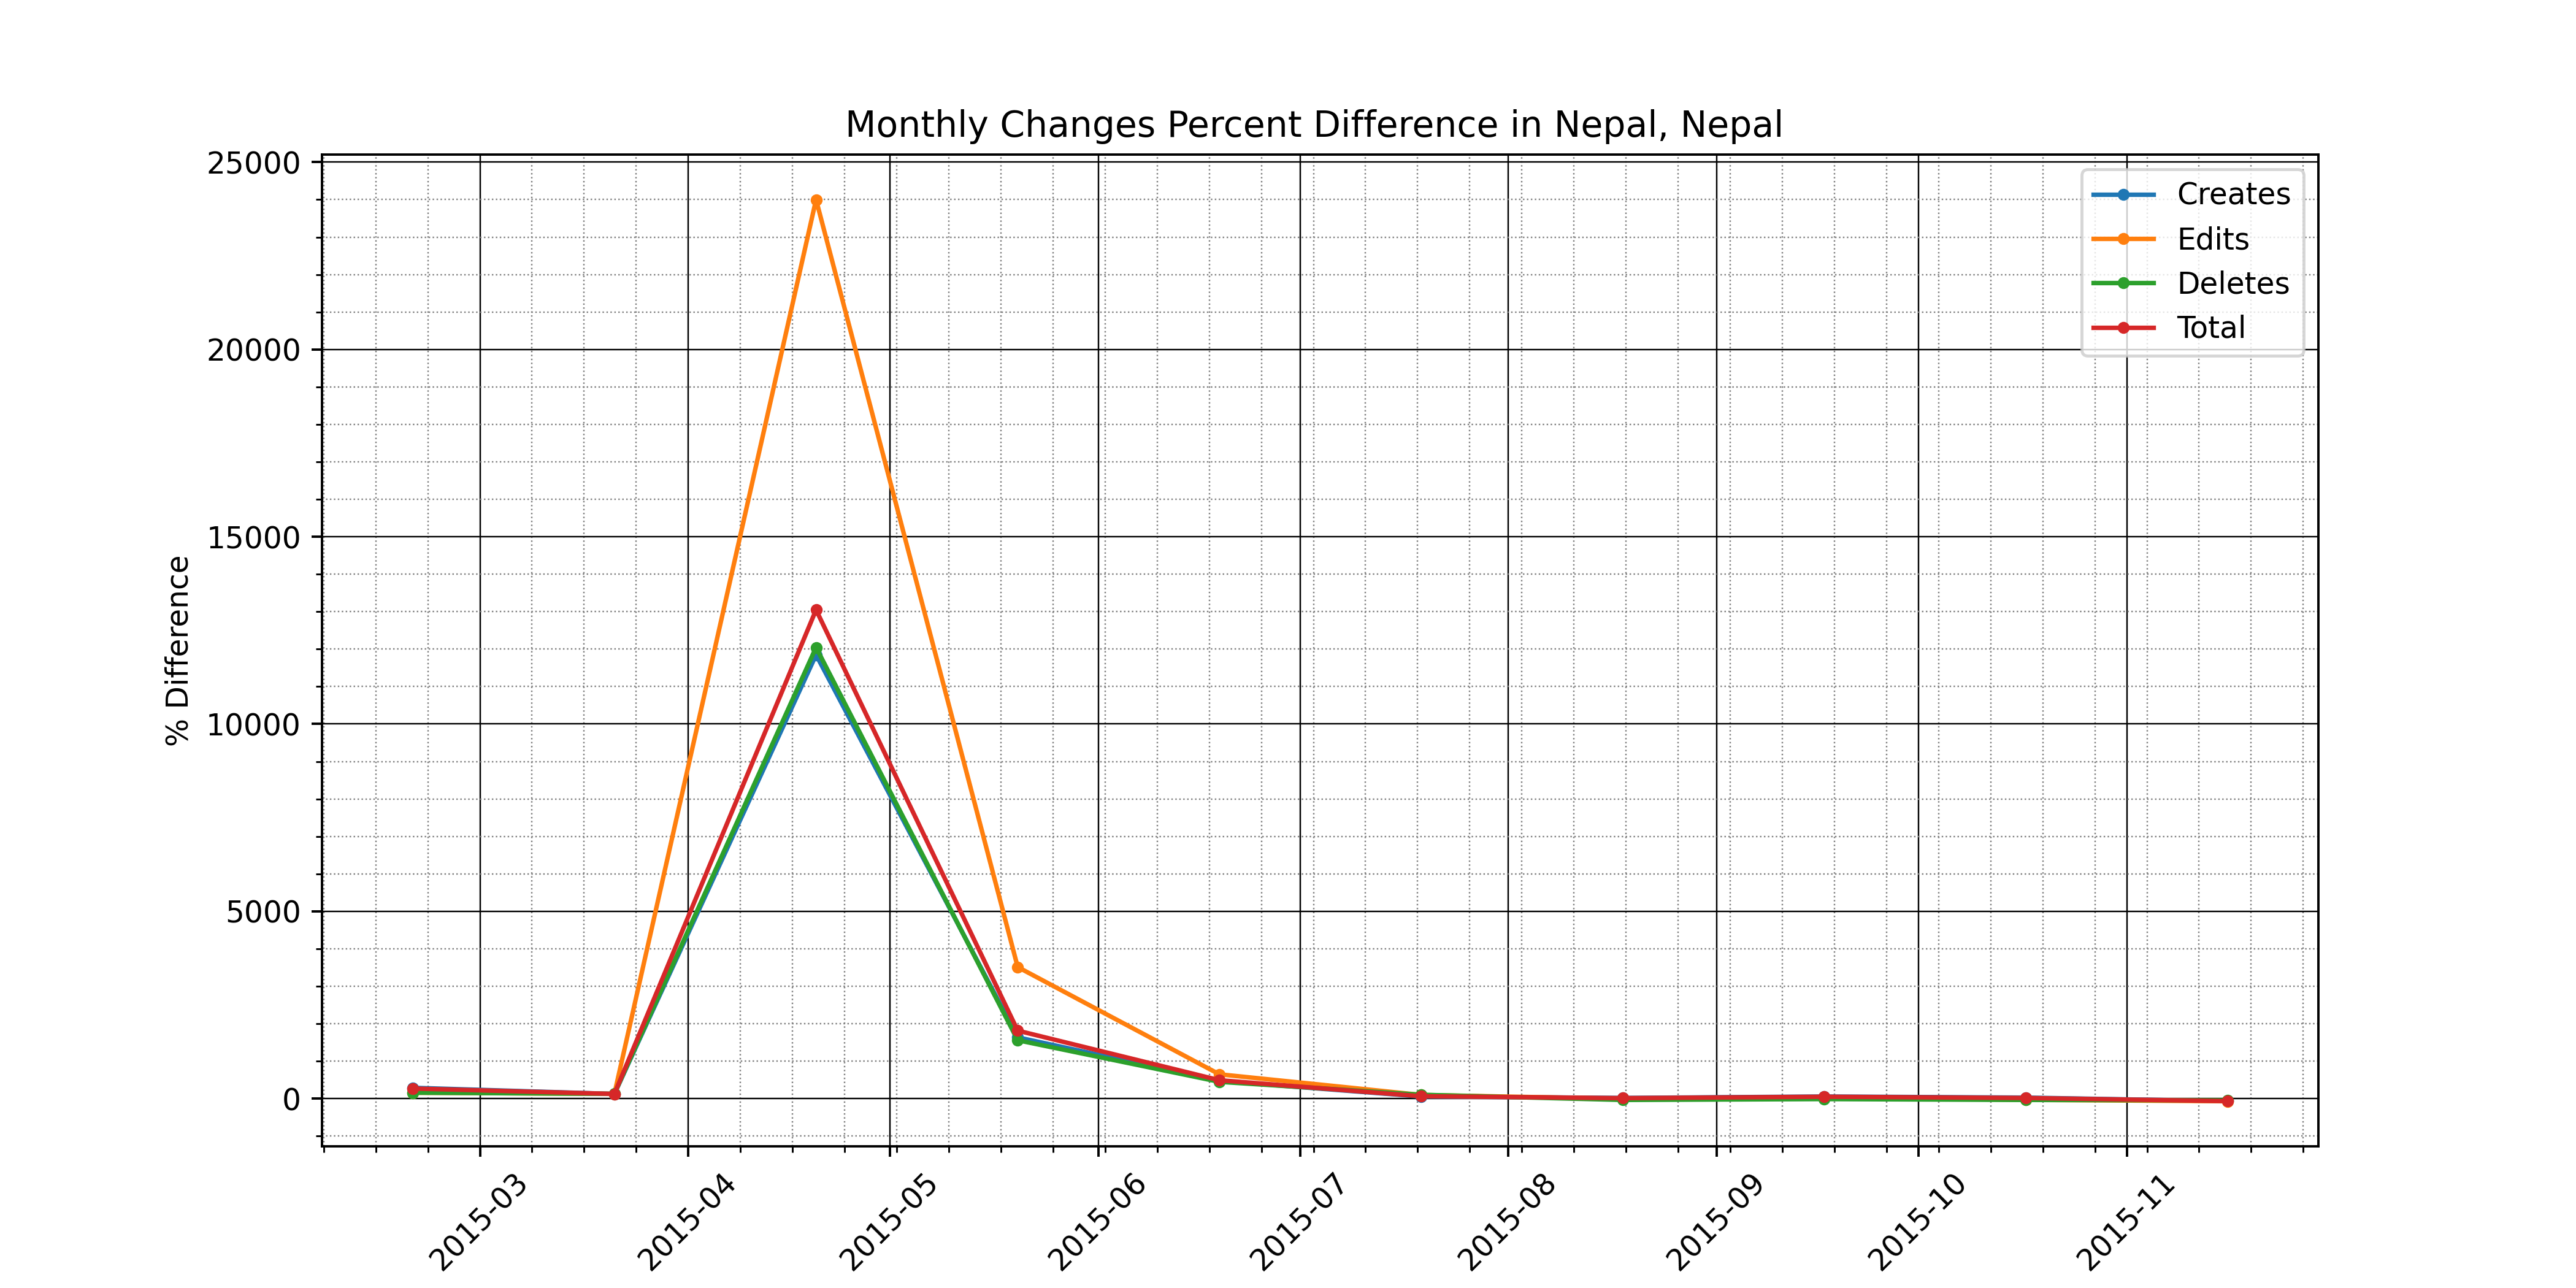 Monthly Changes Percent Difference in Nepal, Nepal
25000
20000
15000
10000
5000
0
% Difference
Creates
Edits
Deletes
Total
2015-03
2015-04
2015-05
2015-06
2015-07
2015-08
2015-09
2015-10
2015-11